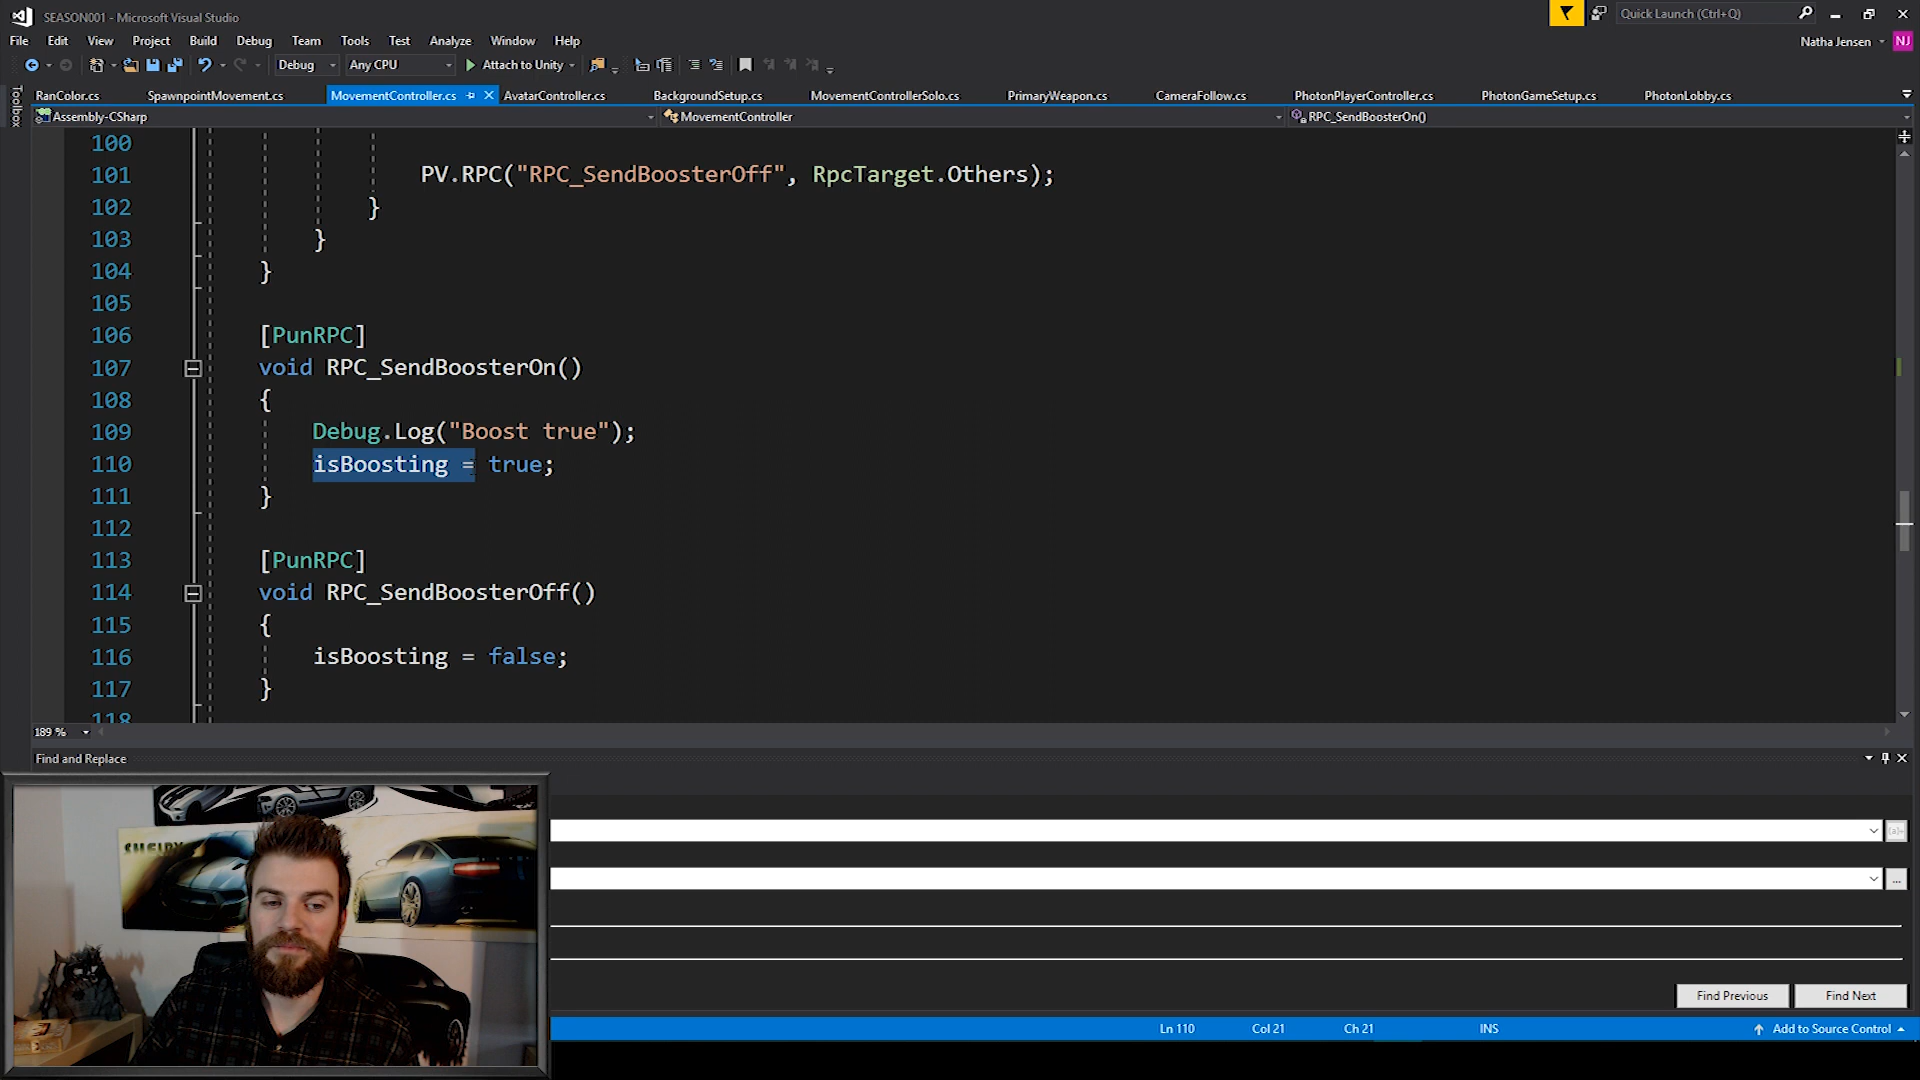 SEASON001 - Microsoft Visual Studio
Quick Launch (Ctrl+Q)
File Edit View Project Build Debug Team Tools Test Analyze Window Help
Natha Jensen NJ
Debug Any CPU Attach to Unity
Toolbox
RanColor.cs SpawnpointMovement.cs MovementController.cs AvatarController.cs BackgroundSetup.cs MovementControllerSolo.cs PrimaryWeapon.cs CameraFollow.cs PhotonPlayerController.cs PhotonGameSetup.cs PhotonLobby.cs
Assembly-CSharp MovementController RPC_SendBoosterOn()
100
101 PV.RPC("RPC_SendBoosterOff", RpcTarget.Others);
102 }
103 }
104 }
105
106 [PunRPC]
107 void RPC_SendBoosterOn()
108 {
109 Debug.Log("Boost true");
110 isBoosting = true;
111 }
112
113 [PunRPC]
114 void RPC_SendBoosterOff()
115 {
116 isBoosting = false;
117 }
118
189 %
Find and Replace
SHELBY
...
Find Previous Find Next
Ln 110 Col 21 Ch 21 INS Add to Source Control